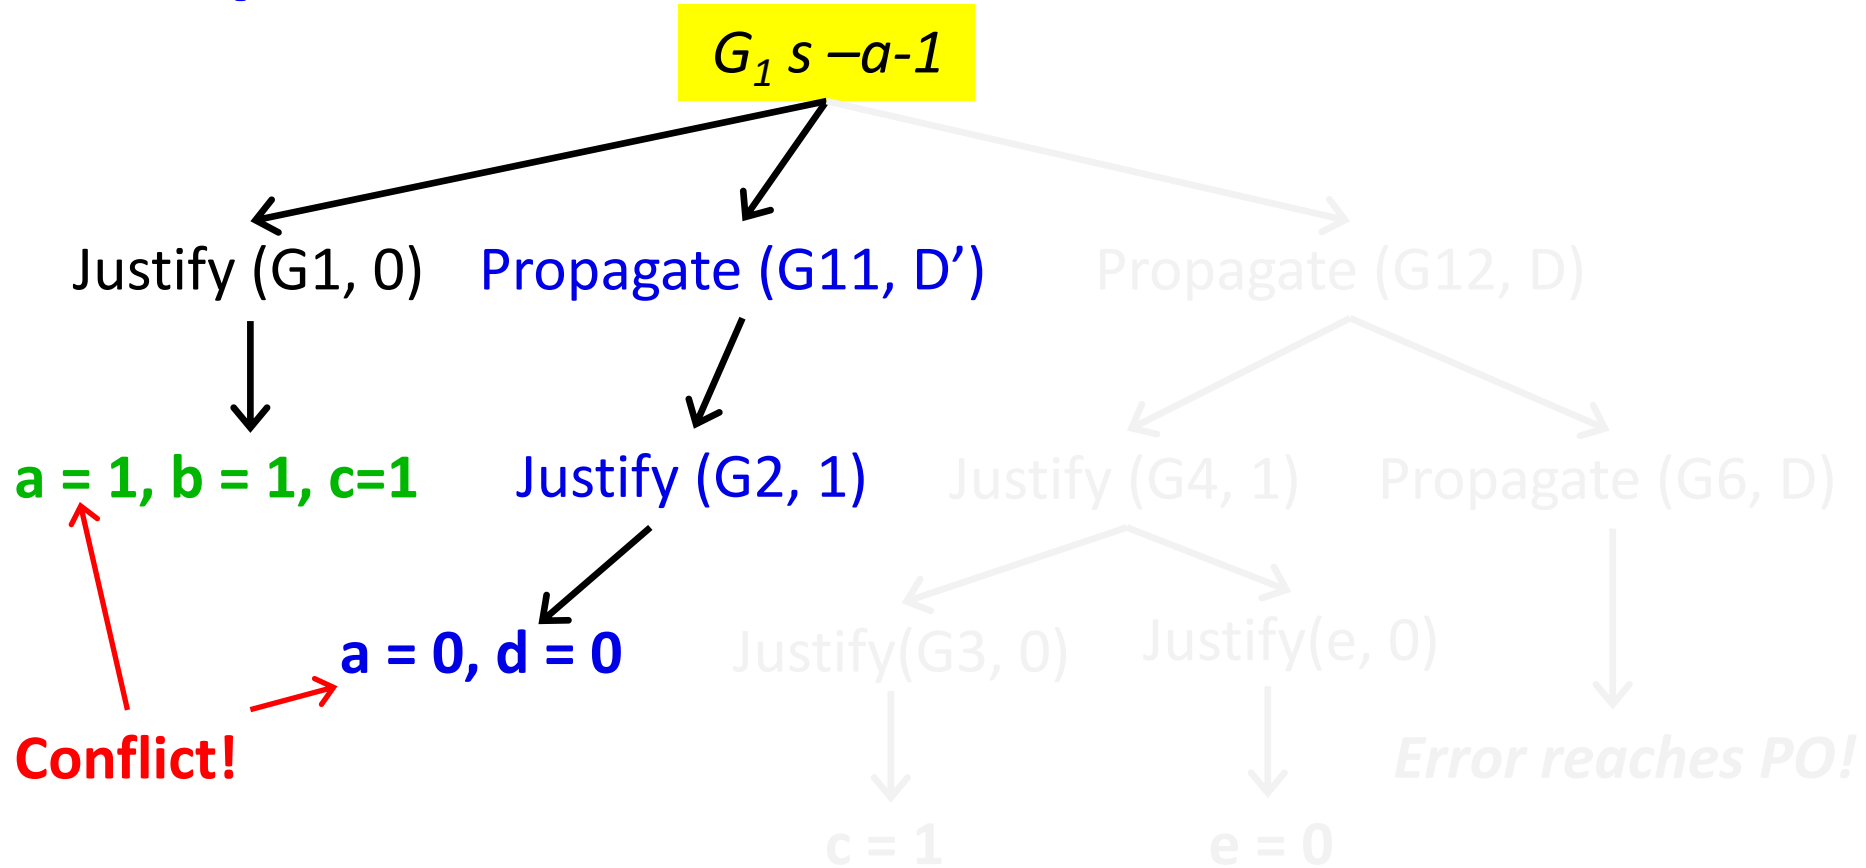 G1 s –a-1
Justify (G1, 0) Propagate (G11, D’) Propagate (G12, D)
a = 1, b = 1, c=1 Justify (G2, 1) Justify (G4, 1) Propagate (G6, D)
a = 0, d = 0 Justify(G3, 0) Justify(e, 0)
Conflict! Error reaches PO!
c = 1 e = 0